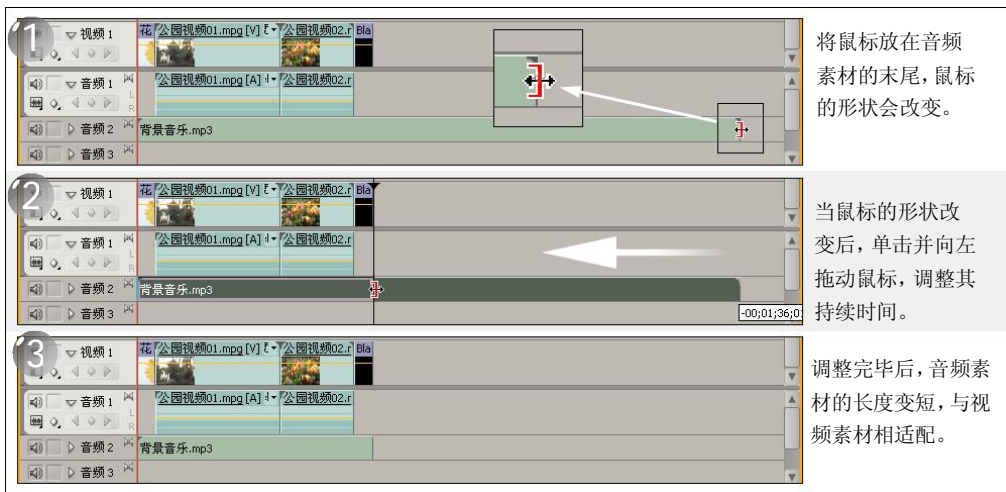 1
视频 1
花 公园视频01.mpg [V] 公园视频02.r Bla
音频 1
公园视频01.mpg [A] 公园视频02.r
L
R
音频 2
背景音乐.mp3
音频 3
将鼠标放在音频
素材的末尾，鼠标
的形状会改变。
2
视频 1
花 公园视频01.mpg [V] 公园视频02.r Bla
音频 1
公园视频01.mpg [A] 公园视频02.r
L
R
音频 2
背景音乐.mp3
音频 3
-00;01;36;0
当鼠标的形状改
变后，单击并向左
拖动鼠标，调整其
持续时间。
3
视频 1
花 公园视频01.mpg [V] 公园视频02.r Bla
音频 1
公园视频01.mpg [A] 公园视频02.r
L
R
音频 2
背景音乐.mp3
音频 3
调整完毕后，音频素
材的长度变短，与视
频素材相适配。